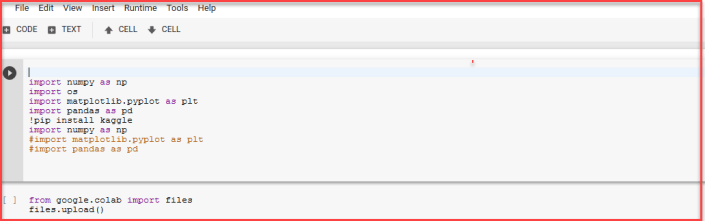 File Edit View Insert Runtime Tools Help
CODE TEXT CELL CELL
import numpy as np
import os
import matplotlib.pyplot as plt
import pandas as pd
!pip install kaggle
import numpy as np
#import matplotlib.pyplot as plt
#import pandas as pd
[ ] from google.colab import files
files.upload()